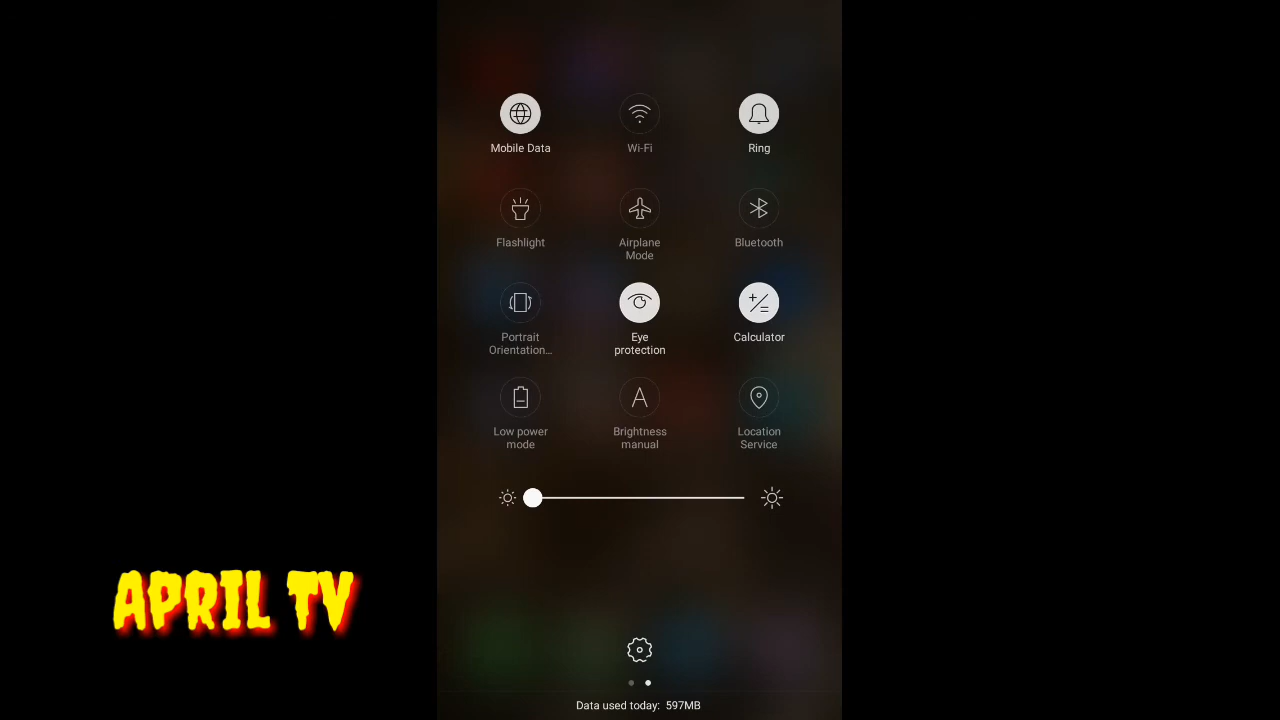 Mobile Data
Wi-Fi
Ring
Flashlight
Airplane
Mode
Bluetooth
Portrait
Orientation...
Eye
protection
Calculator
Low power
mode
A
Brightness
manual
Location
Service
APRIL TV
Data used today: 597MB